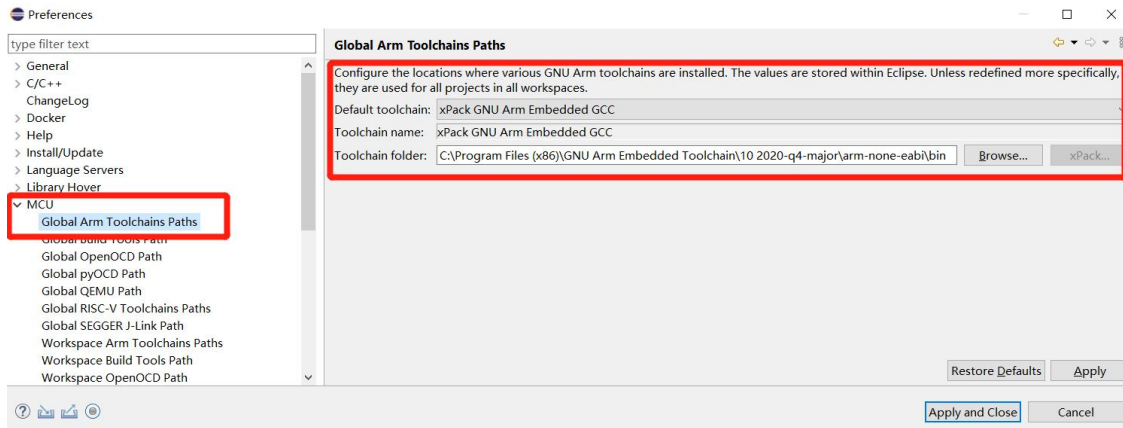 Preferences
type filter text
General
C/C++
ChangeLog
Docker
Help
Install/Update
Language Servers
Library Hover
MCU
Global Arm Toolchains Paths
Global Build Tools Path
Global OpenOCD Path
Global pyOCD Path
Global QEMU Path
Global RISC-V Toolchains Paths
Global SEGGER J-Link Path
Workspace Arm Toolchains Paths
Workspace Build Tools Path
Workspace OpenOCD Path
Global Arm Toolchains Paths
Configure the locations where various GNU Arm toolchains are installed. The values are stored within Eclipse. Unless redefined more specifically,
they are used for all projects in all workspaces.
Default toolchain: xPack GNU Arm Embedded GCC
Toolchain name: xPack GNU Arm Embedded GCC
Toolchain folder: C:\Program Files (x86)\GNU Arm Embedded Toolchain\10 2020-q4-major\arm-none-eabi\bin Browse... xPack...
Restore Defaults Apply
Apply and Close Cancel